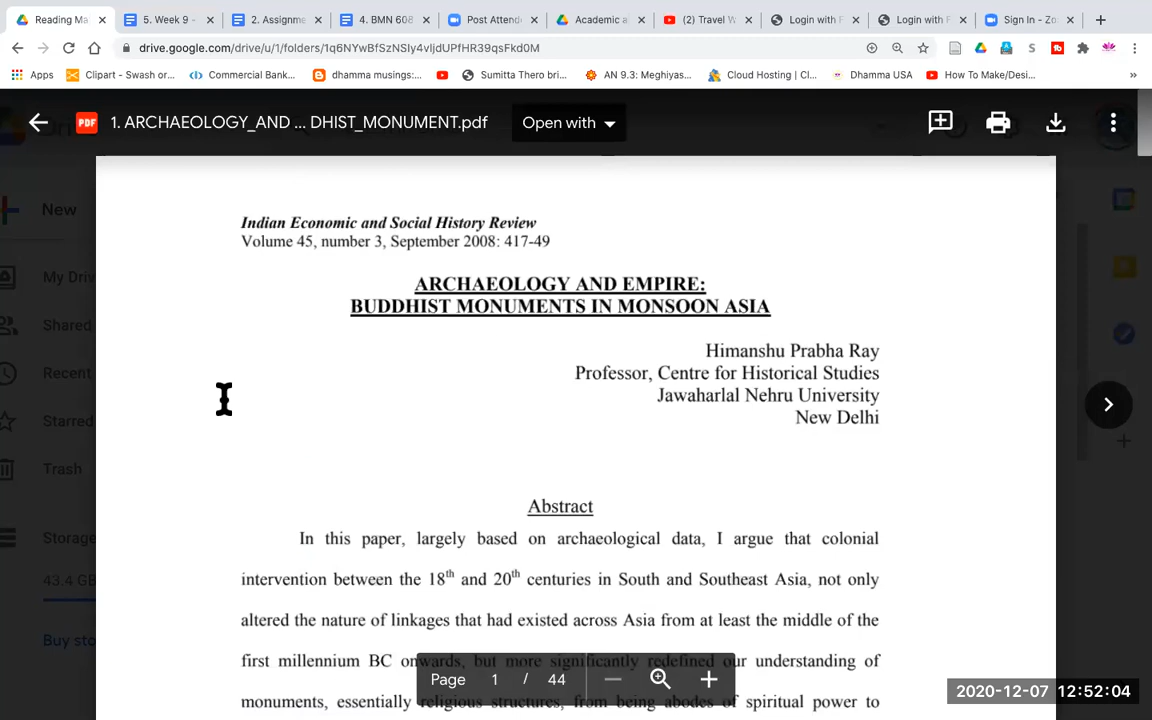 Reading Ma
5. Week 9 -
2. Assignme
4. BMN 608
Post Attend
Academic a
(2) Travel W
Login with F
Login with F
Sign In - Zo
drive.google.com/drive/u/1/folders/1q6NYwBfSzNSIy4vIjdUPfHR39qsFkd0M
Apps
Clipart - Swash or...
Commercial Bank...
dhamma musings:...
Sumitta Thero bri...
AN 9.3: Meghiyas...
Cloud Hosting | Cl...
Dhamma USA
How To Make/Desi...
»
PDF
1. ARCHAEOLOGY_AND ... DHIST_MONUMENT.pdf
Open with
New
My Driv
Shared
Recent
Starred
Trash
Storage
43.4 GB
Buy sto
Indian Economic and Social History Review
Volume 45, number 3, September 2008: 417-49
ARCHAEOLOGY AND EMPIRE:
BUDDHIST MONUMENTS IN MONSOON ASIA
Himanshu Prabha Ray
Professor, Centre for Historical Studies
Jawaharlal Nehru University
New Delhi
Abstract
In this paper, largely based on archaeological data, I argue that colonial
intervention between the 18th and 20th centuries in South and Southeast Asia, not only
altered the nature of linkages that had existed across Asia from at least the middle of the
first millennium BC onwards, but more significantly redefined our understanding of
monuments, essentially religious structures, from being abodes of spiritual power to
Page 1 / 44
2020-12-07 12:52:04